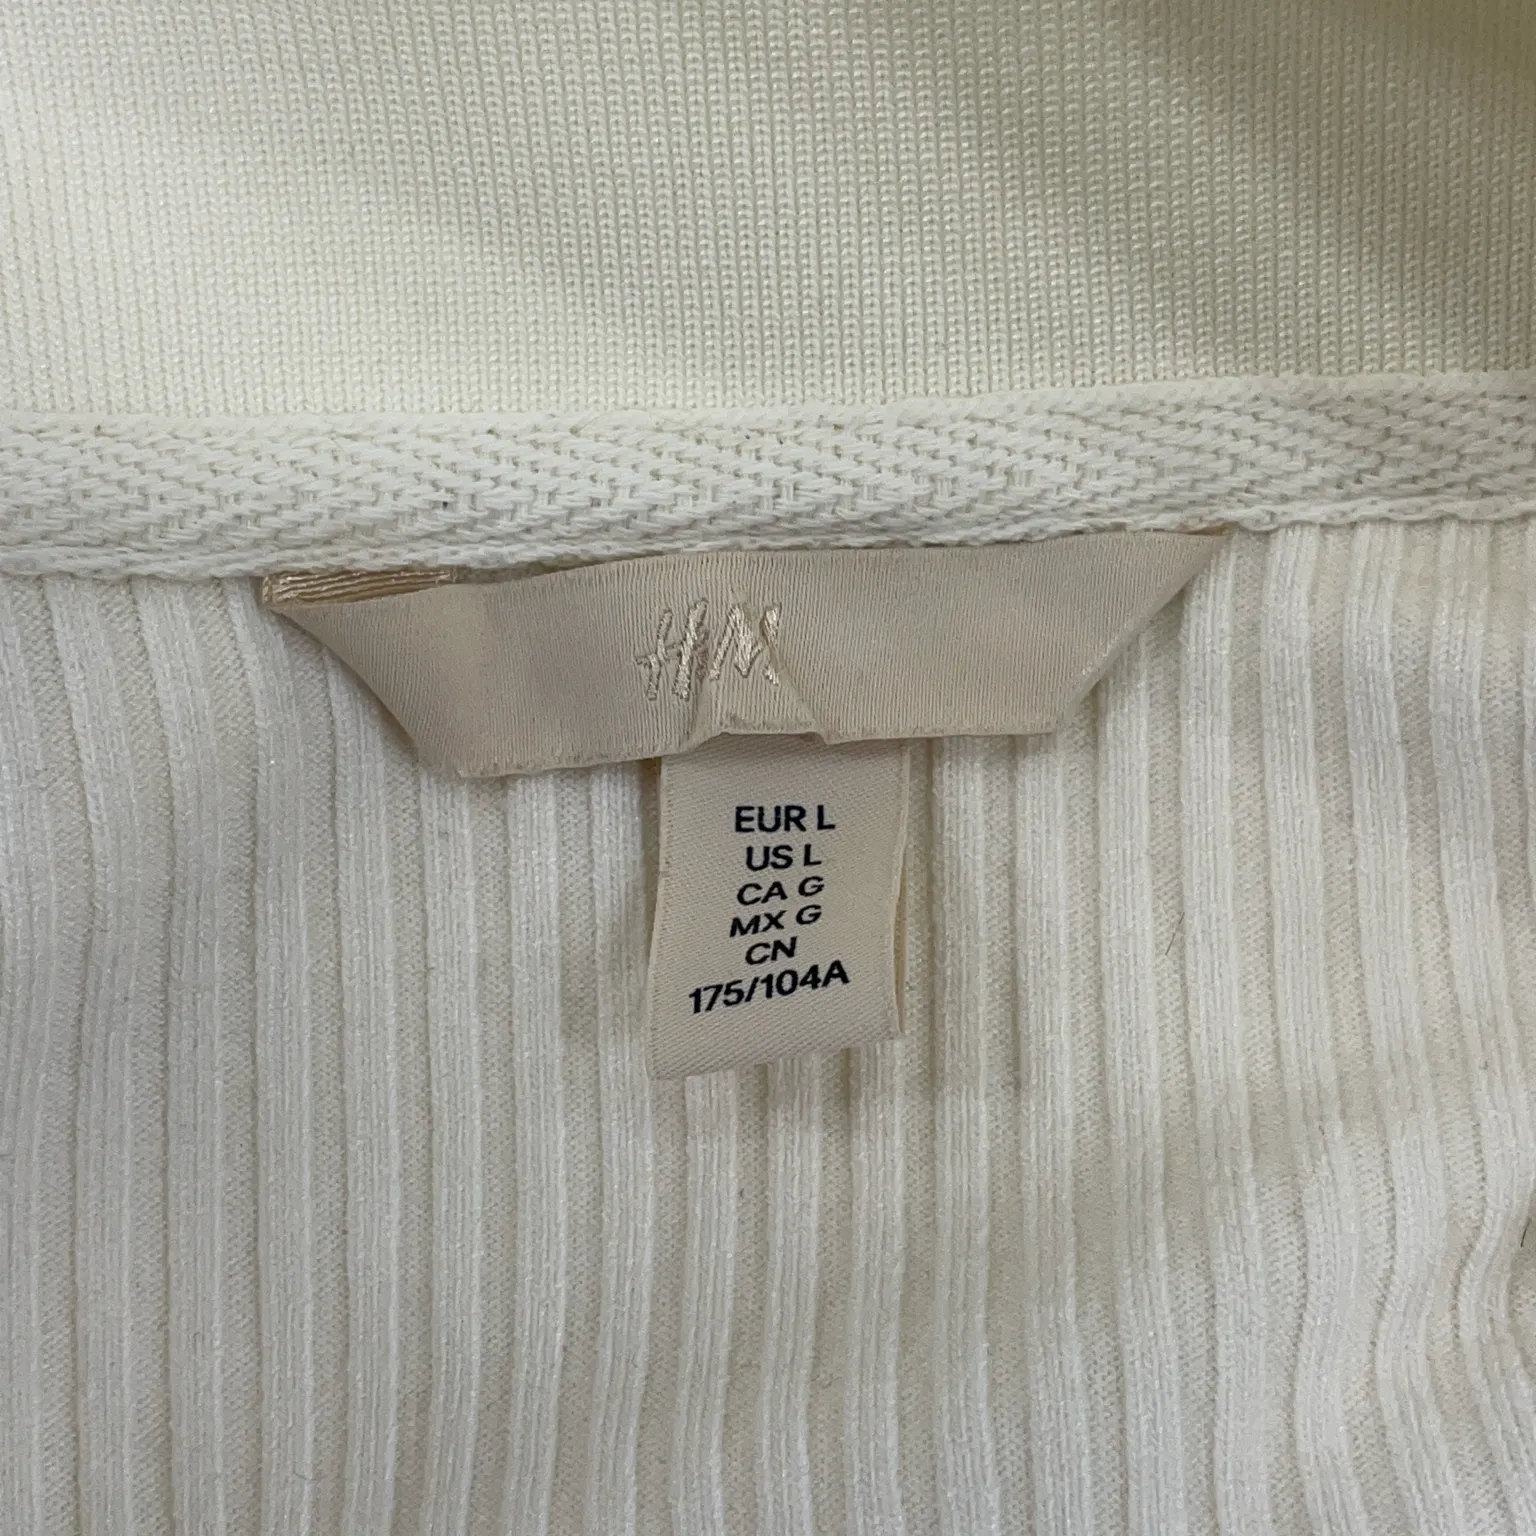 H&M
EUR L
US L
CA G
MX G
CN
175/104A